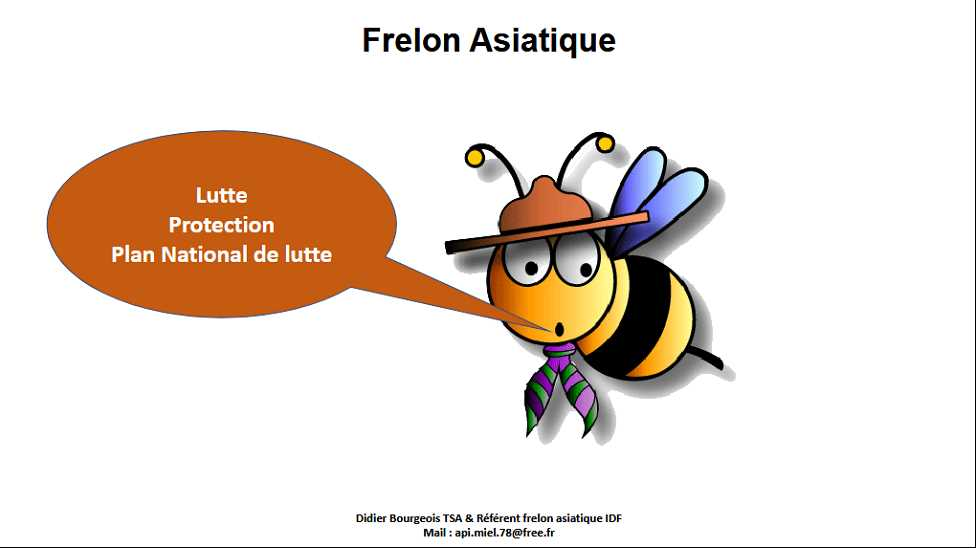 Frelon Asiatique
Lutte
Protection
Plan National de lutte
Didier Bourgeois TSA & Référent frelon asiatique IDF
Mail : api.miel.78@free.fr